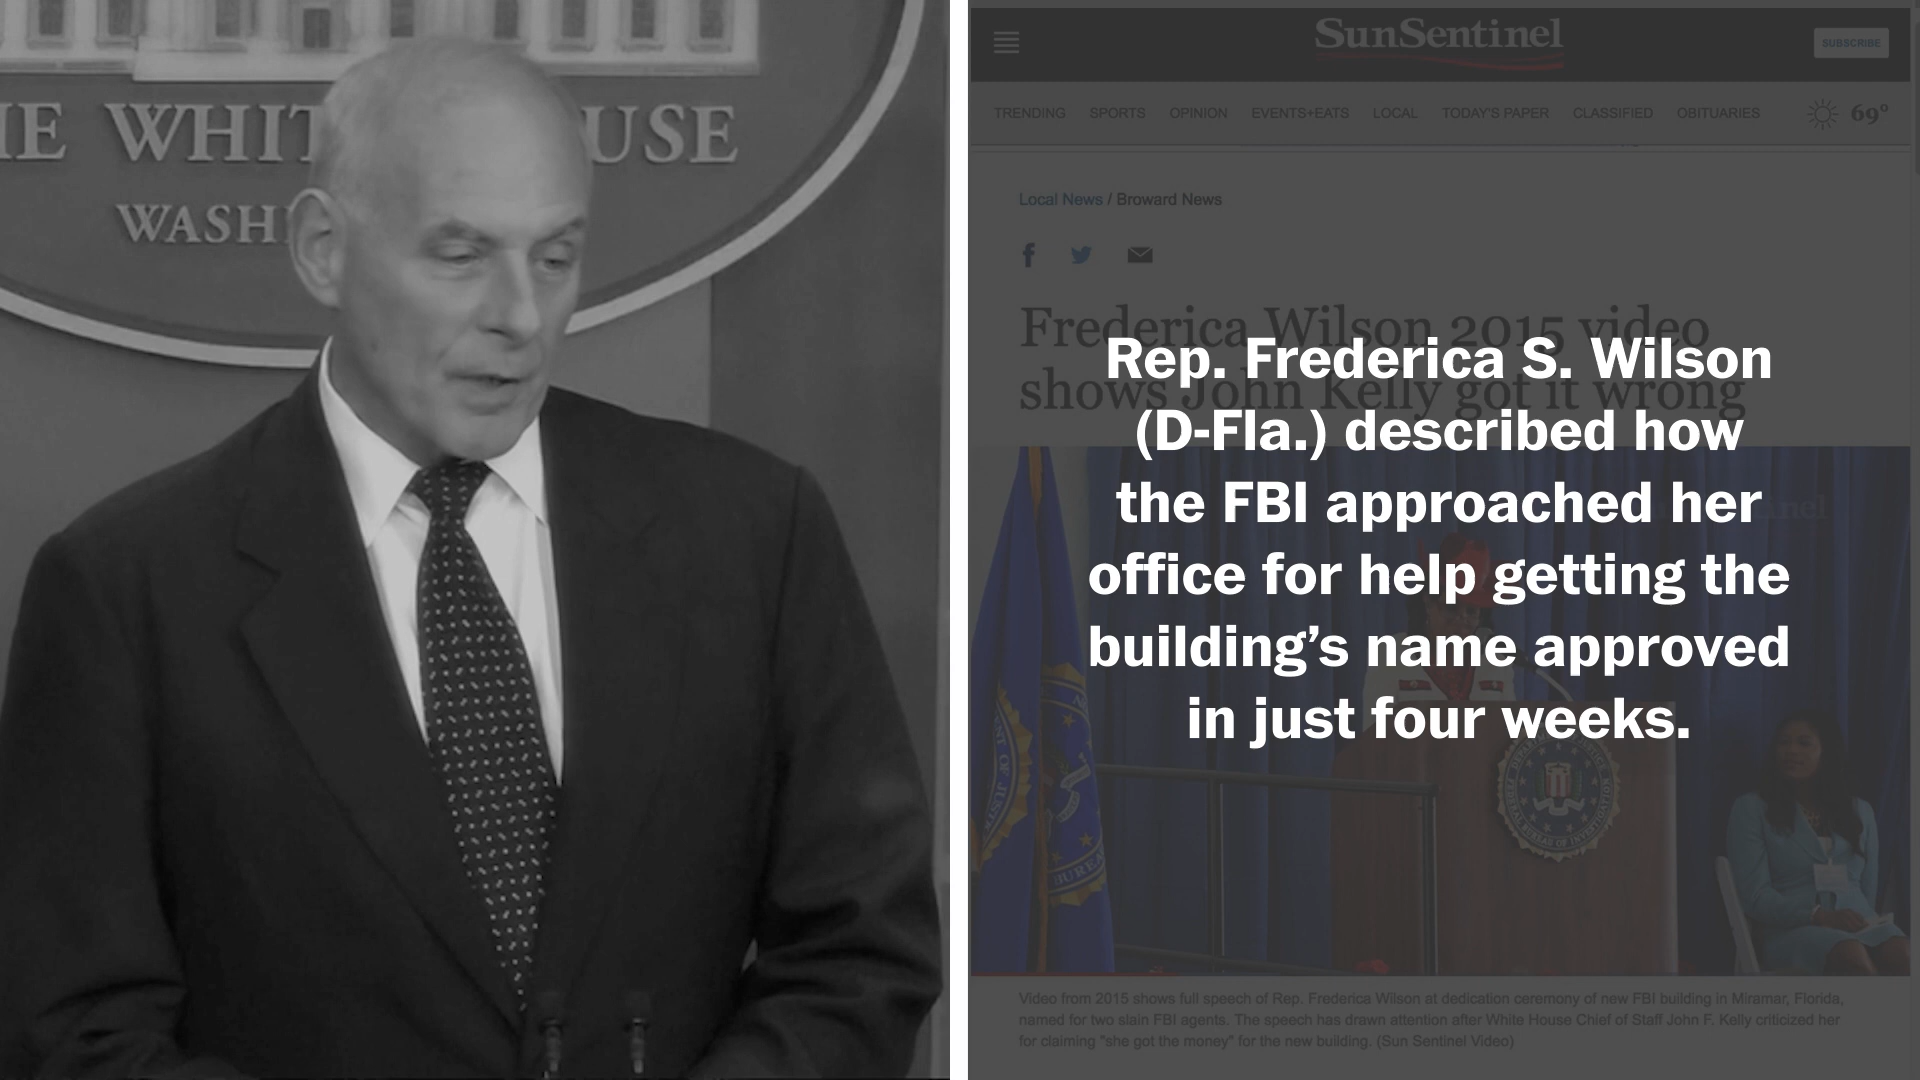 HE WHIT USE
WASHI
SunSentinel
SUBSCRIBE
TRENDING SPORTS OPINION EVENTS+EATS LOCAL TODAY'S PAPER CLASSIFIED OBITUARIES 69°
Local News / Broward News
Frederica Wilson 2015 video
shows John Kelly got it wrong
Rep. Frederica S. Wilson
(D-Fla.) described how
the FBI approached her
office for help getting the
building’s name approved
in just four weeks.
Video from 2015 shows full speech of Rep. Frederica Wilson at dedication ceremony of new FBI building in Miramar, Florida,
named for two slain FBI agents. The speech has drawn attention after White House Chief of Staff John F. Kelly criticized her
for claiming "she got the money" for the new building. (Sun Sentinel Video)